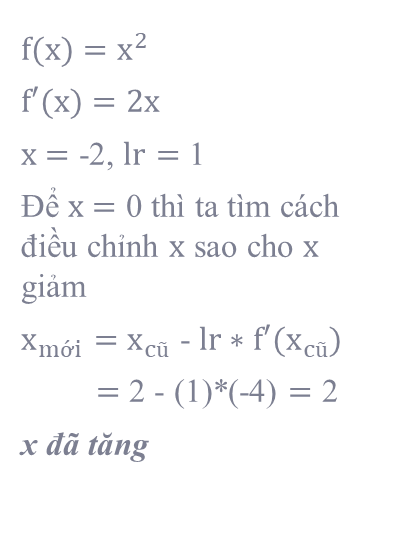 f(x) = x²
f′(x) = 2x
x = -2, lr = 1
Để x = 0 thì ta tìm cách
điều chỉnh x sao cho x
giảm
xmới = xcũ - lr ∗ f′(xcũ)
= 2 - (1)*(-4) = 2
x đã tăng